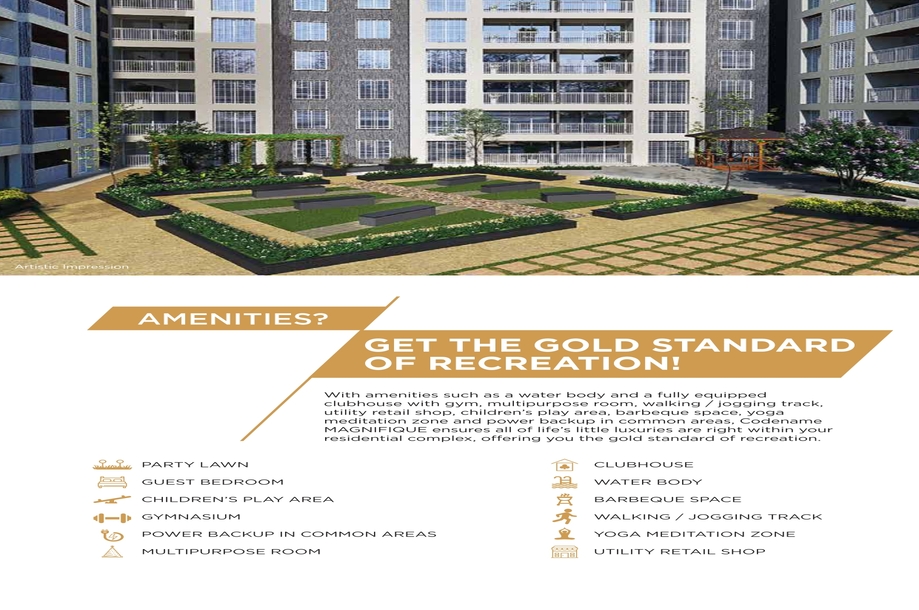 Artistic Impression
AMENITIES?
GET THE GOLD STANDARD
OF RECREATION!
With amenities such as a water body and a fully equipped
clubhouse with gym, multipurpose room, walking / jogging track,
utility retail shop, children's play area, barbeque space, yoga
meditation zone and power backup in common areas, Codename
MAGNIFIQUE ensures all of life's little luxuries are right within your
residential complex, offering you the gold standard of recreation.
PARTY LAWN
GUEST BEDROOM
CHILDREN'S PLAY AREA
GYMNASIUM
POWER BACKUP IN COMMON AREAS
MULTIPURPOSE ROOM
CLUBHOUSE
WATER BODY
BARBEQUE SPACE
WALKING / JOGGING TRACK
YOGA MEDITATION ZONE
UTILITY RETAIL SHOP